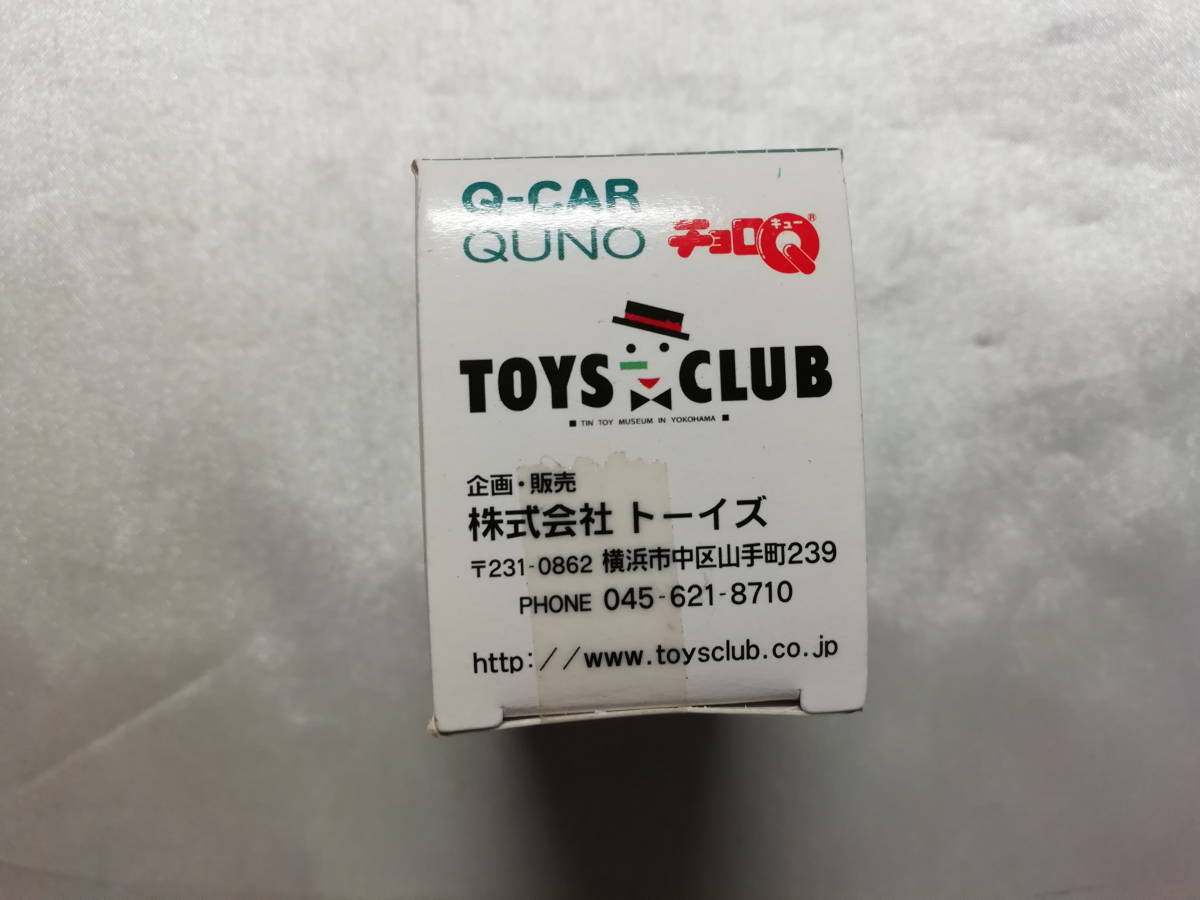 Q-CAR
QUNO チョロQ®
キュー
TOYS CLUB
■ TIN TOY MUSEUM IN YOKOHAMA ■
企画・販売
株式会社 トーイズ
〒231-0862 横浜市中区山手町239
PHONE 045-621-8710
http://www.toysclub.co.jp